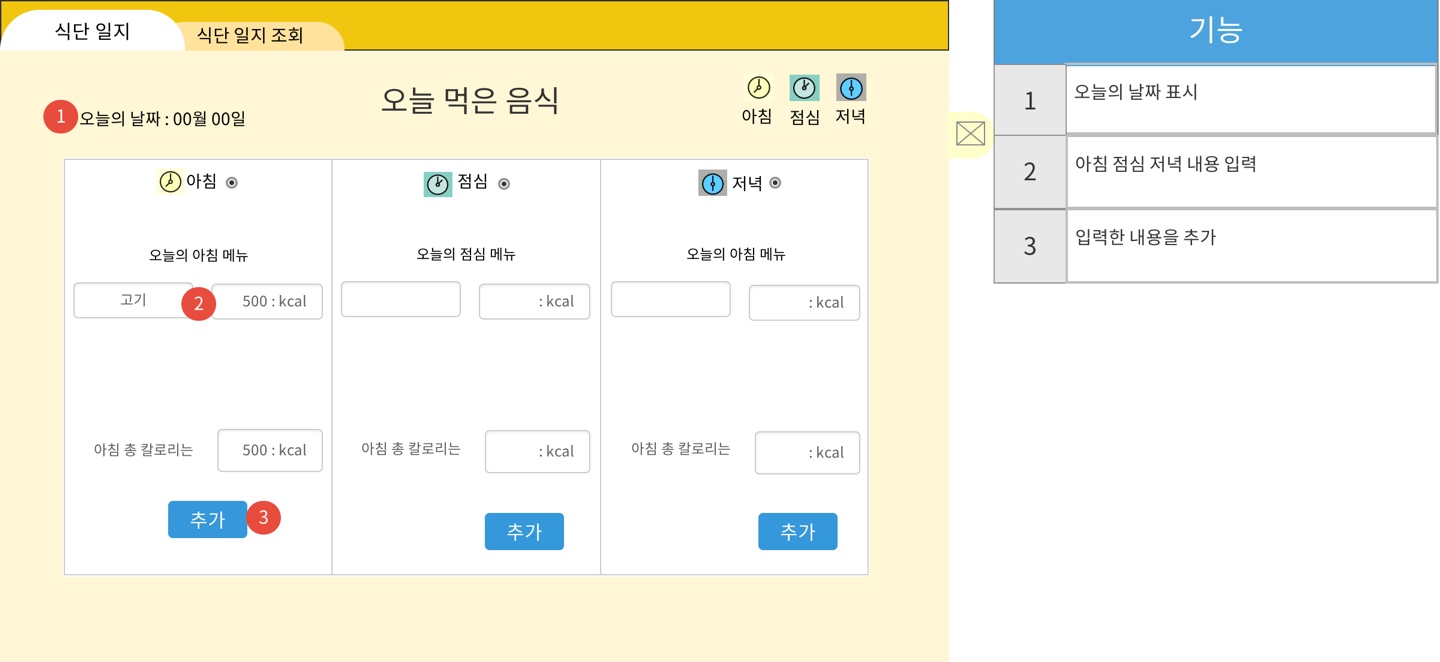 식단 일지
식단 일지 조회
오늘 먹은 음식
1 오늘의 날짜 : 00월 00일
아침 점심 저녁
아침
오늘의 아침 메뉴
고기 2 500 : kcal
아침 총 칼로리는 500 : kcal
추가 3
점심
오늘의 점심 메뉴
: kcal
아침 총 칼로리는 : kcal
추가
저녁
오늘의 아침 메뉴
: kcal
아침 총 칼로리는 : kcal
추가
기능
1 오늘의 날짜 표시
2 아침 점심 저녁 내용 입력
3 입력한 내용을 추가